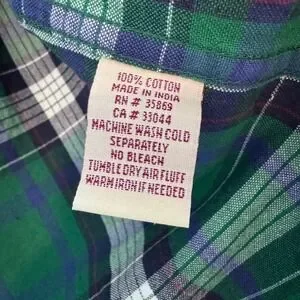 100% COTTON
MADE IN INDIA
RN # 35869
CA # 33044
MACHINE WASH COLD
SEPARATELY
NO BLEACH
TUMBLE DRY AIR FLUFF
WARM IRON IF NEEDED